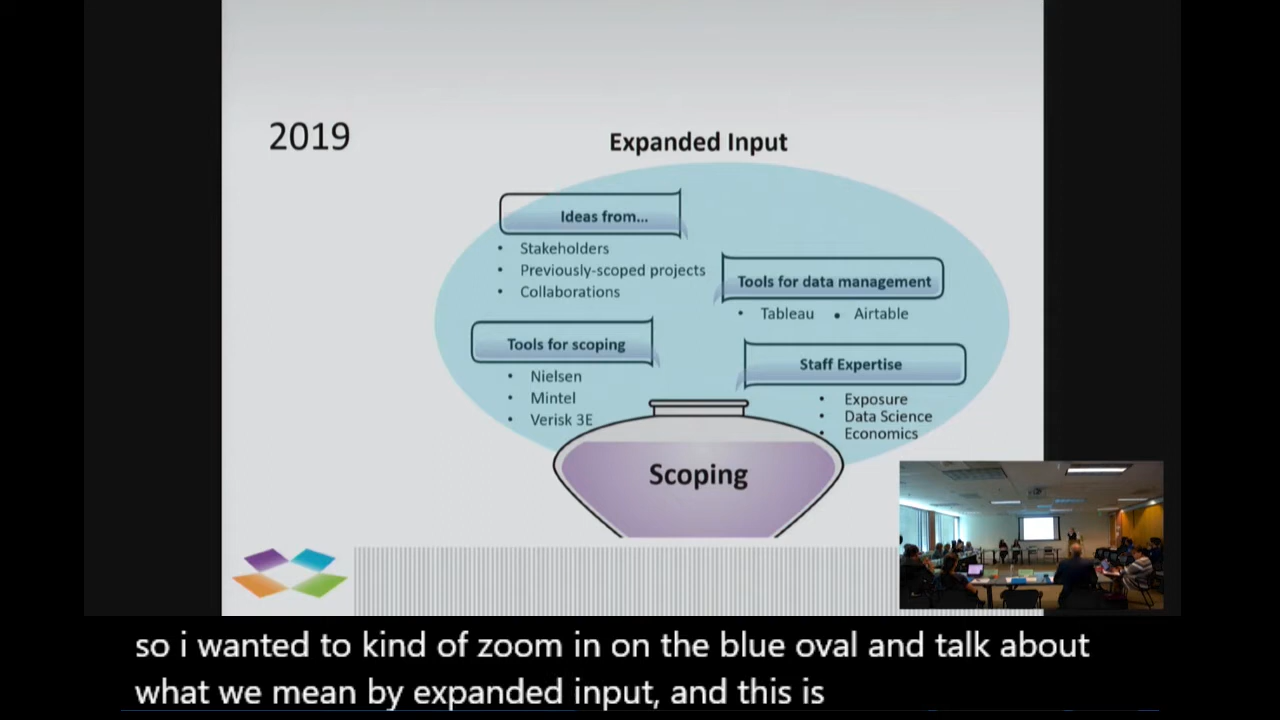 2019
Expanded Input
Ideas from...
• Stakeholders
• Previously-scoped projects
• Collaborations
Tools for data management
• Tableau • Airtable
Tools for scoping
• Nielsen
• Mintel
• Verisk 3E
Staff Expertise
• Exposure
• Data Science
• Economics
Scoping
so i wanted to kind of zoom in on the blue oval and talk about
what we mean by expanded input, and this is